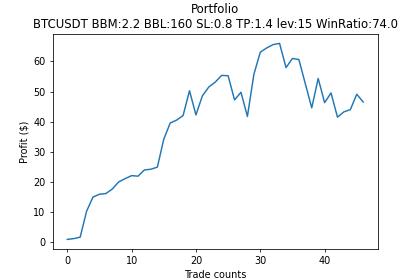 Portfolio
BTCUSDT BBM:2.2 BBL:160 SL:0.8 TP:1.4 lev:15 WinRatio:74.0
60
50
40
30
20
10
0
Profit ($)
0 10 20 30 40
Trade counts